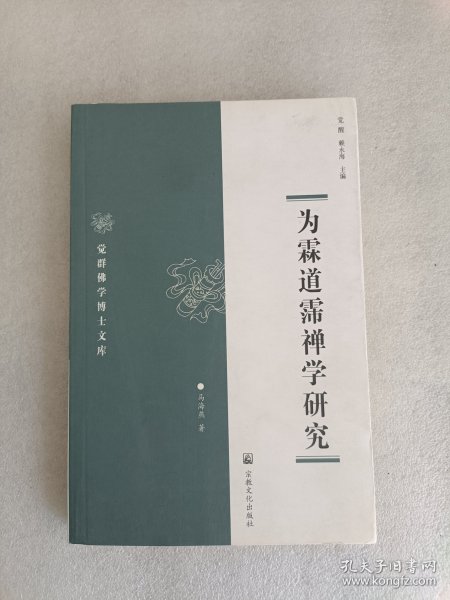 觉醒 赖永海 主编
为霖道霈禅学研究
觉群佛学博士文库
马海燕 著
宗教文化出版社
孔夫子旧书网
www.kongfz.com